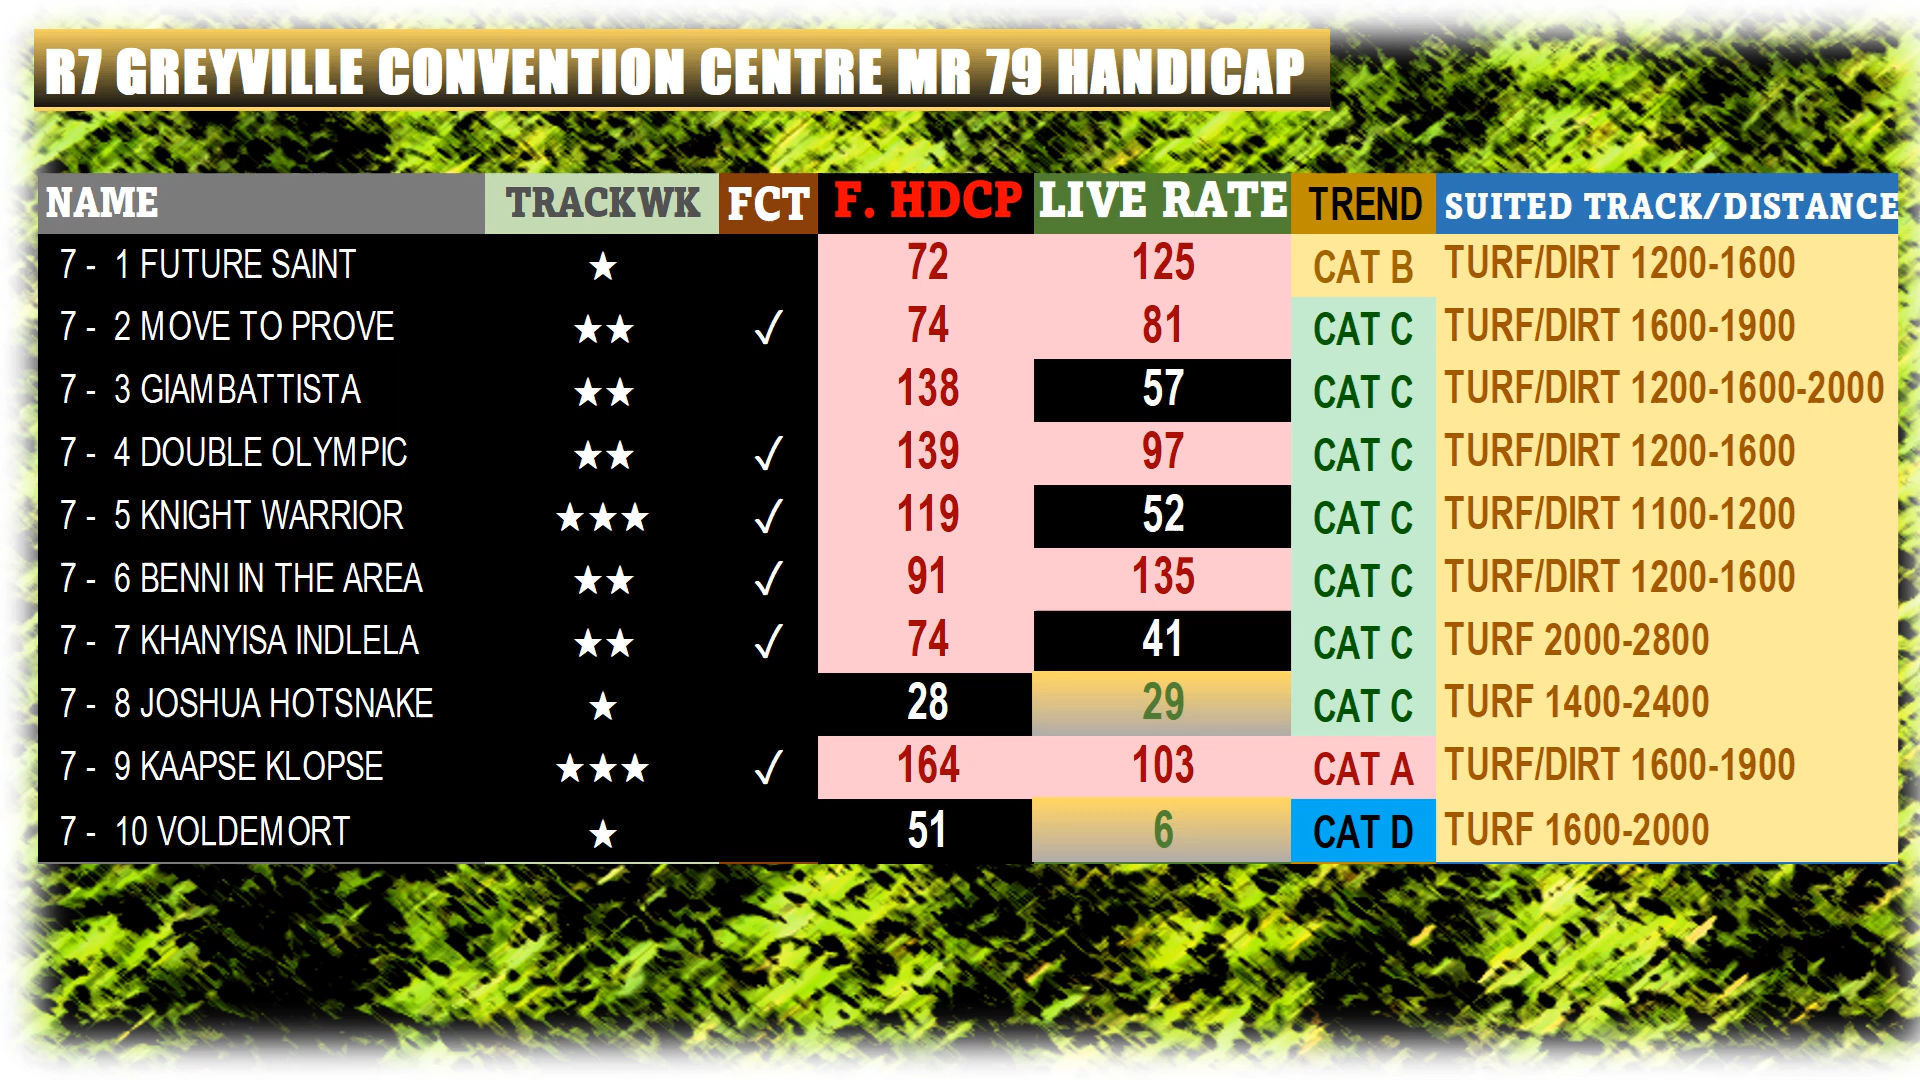 R7 GREYVILLE CONVENTION CENTRE MR 79 HANDICAP
NAME TRACKWK FCT F. HDCP LIVE RATE TREND SUITED TRACK/DISTANCE
7 - 1 FUTURE SAINT ★ 72 125 CAT B TURF/DIRT 1200-1600
7 - 2 MOVE TO PROVE ★★ ✓ 74 81 CAT C TURF/DIRT 1600-1900
7 - 3 GIAMBATTISTA ★★ 138 57 CAT C TURF/DIRT 1200-1600-2000
7 - 4 DOUBLE OLYMPIC ★★ ✓ 139 97 CAT C TURF/DIRT 1200-1600
7 - 5 KNIGHT WARRIOR ★★★ ✓ 119 52 CAT C TURF/DIRT 1100-1200
7 - 6 BENNI IN THE AREA ★★ ✓ 91 135 CAT C TURF/DIRT 1200-1600
7 - 7 KHANYISA INDLELA ★★ ✓ 74 41 CAT C TURF 2000-2800
7 - 8 JOSHUA HOTSNAKE ★ 28 29 CAT C TURF 1400-2400
7 - 9 KAAPSE KLOPSE ★★★ ✓ 164 103 CAT A TURF/DIRT 1600-1900
7 - 10 VOLDEMORT ★ 51 6 CAT D TURF 1600-2000